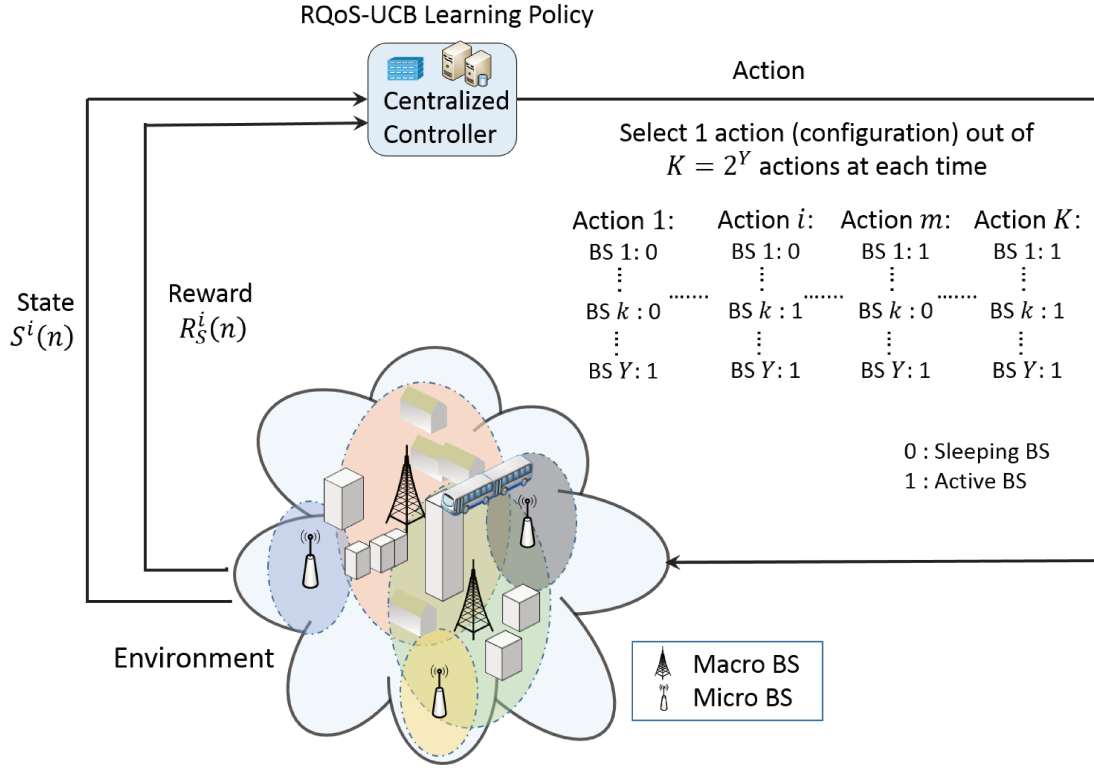 RQoS-UCB Learning Policy
Centralized
Controller
Action
Select 1 action (configuration) out of
K = 2^Y actions at each time
Action 1: Action i: Action m: Action K:
BS 1: 0 BS 1: 0 BS 1: 1 BS 1: 1
BS k : 0 ....... BS k : 1 ....... BS k : 0 ....... BS k : 1
BS Y: 1 BS Y: 1 BS Y: 1 BS Y: 1
State
S^i(n)
Reward
R_S^i(n)
0 : Sleeping BS
1 : Active BS
Environment
Macro BS
Micro BS